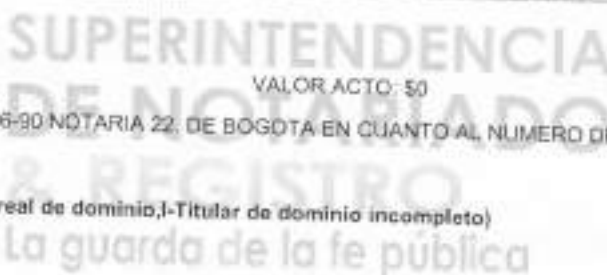 SUPERINTENDENCIA
VALOR ACTO: $0
DE NOTARIADO
6-90 NOTARIA 22. DE BOGOTA EN CUANTO AL NUMERO DE
& REGISTRO
real de dominio,I-Titular de dominio incompleto)
La guarda de la fe pública